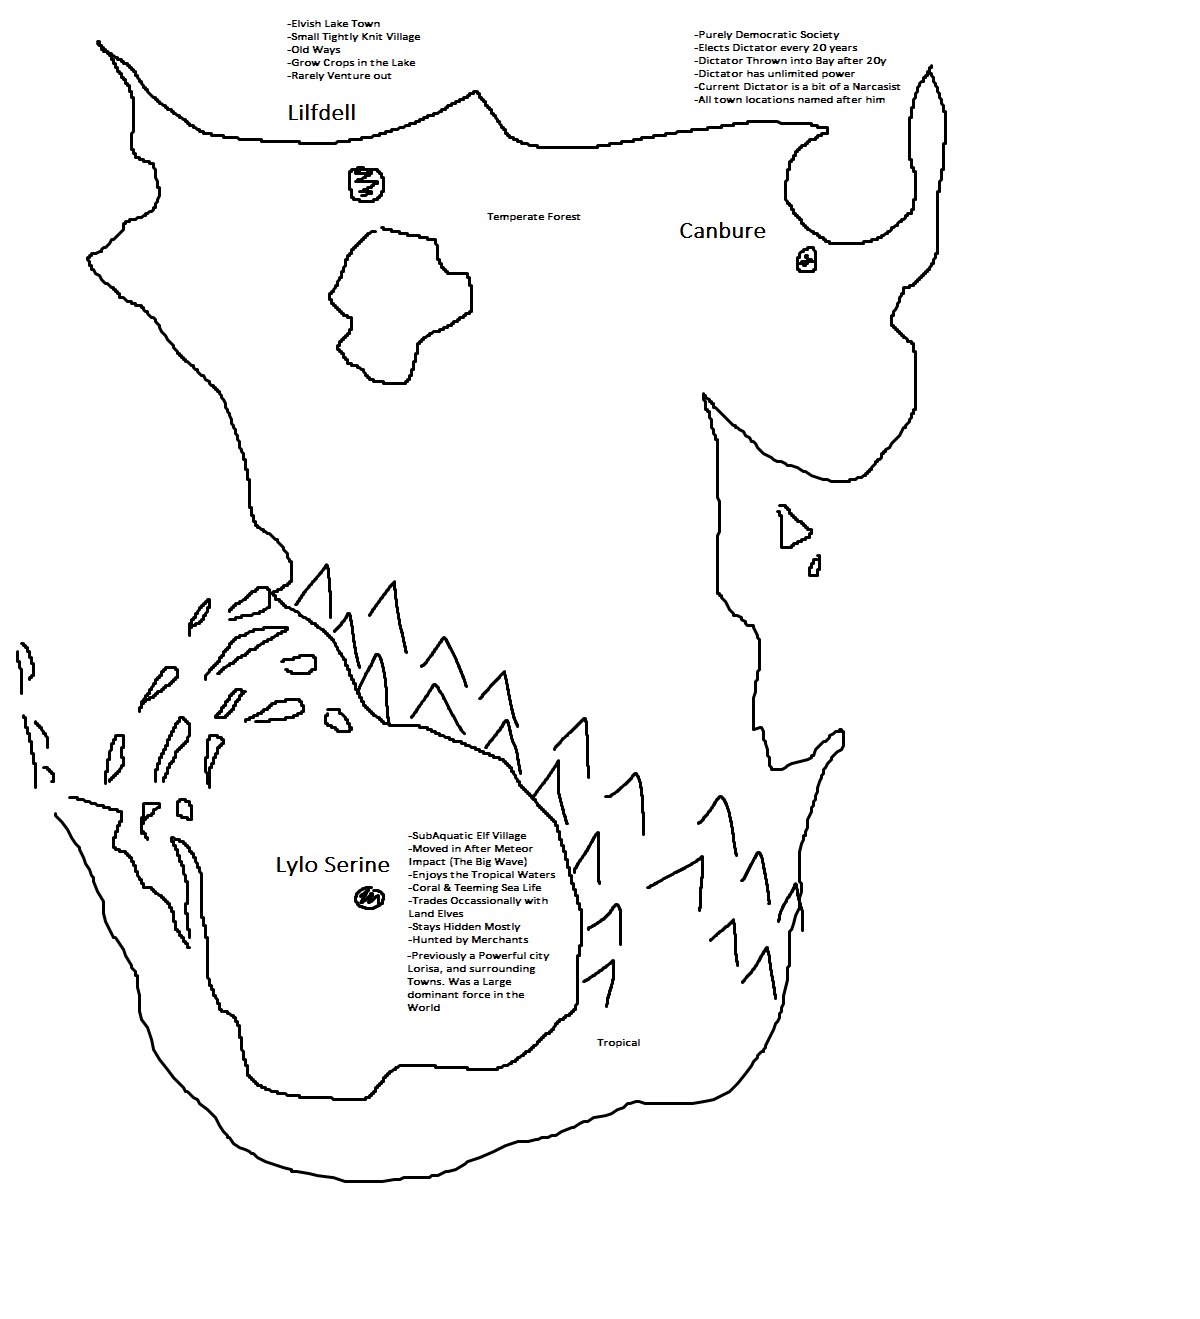 -Elvish Lake Town
-Small Tightly Knit Village
-Old Ways
-Grow Crops in the Lake
-Rarely Venture out
Lilfdell
-Purely Democratic Society
-Elects Dictator every 20 years
-Dictator Thrown into Bay after 20y
-Dictator has unlimited power
-Current Dictator is a bit of a Narcasist
-All town locations named after him
Temperate Forest
Canbure
Lylo Serine
-SubAquatic Elf Village
-Moved in After Meteor
Impact (The Big Wave)
-Enjoys the Tropical Waters
-Coral & Teeming Sea Life
-Trades Occassionally with
Land Elves
-Stays Hidden Mostly
-Hunted by Merchants
-Previously a Powerful city
Lorisa, and surrounding
Towns. Was a Large
dominant force in the
World
Tropical